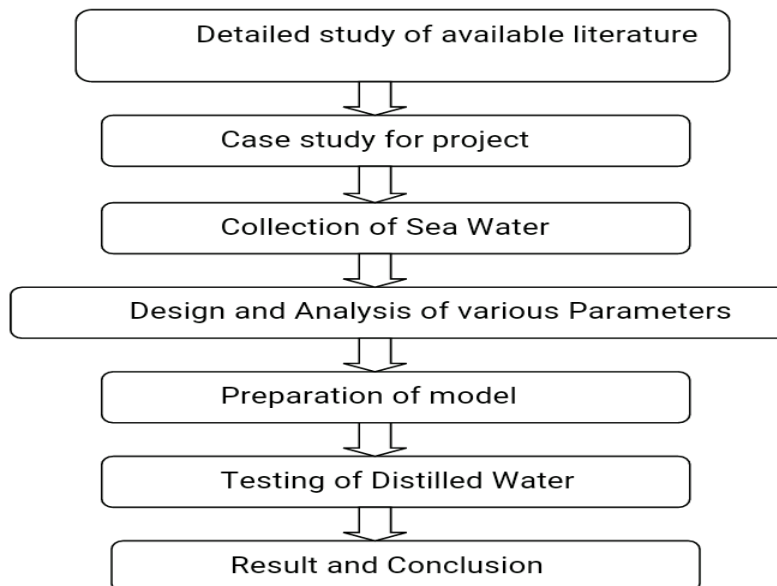 Detailed study of available literature
Case study for project
Collection of Sea Water
Design and Analysis of various Parameters
Preparation of model
Testing of Distilled Water
Result and Conclusion